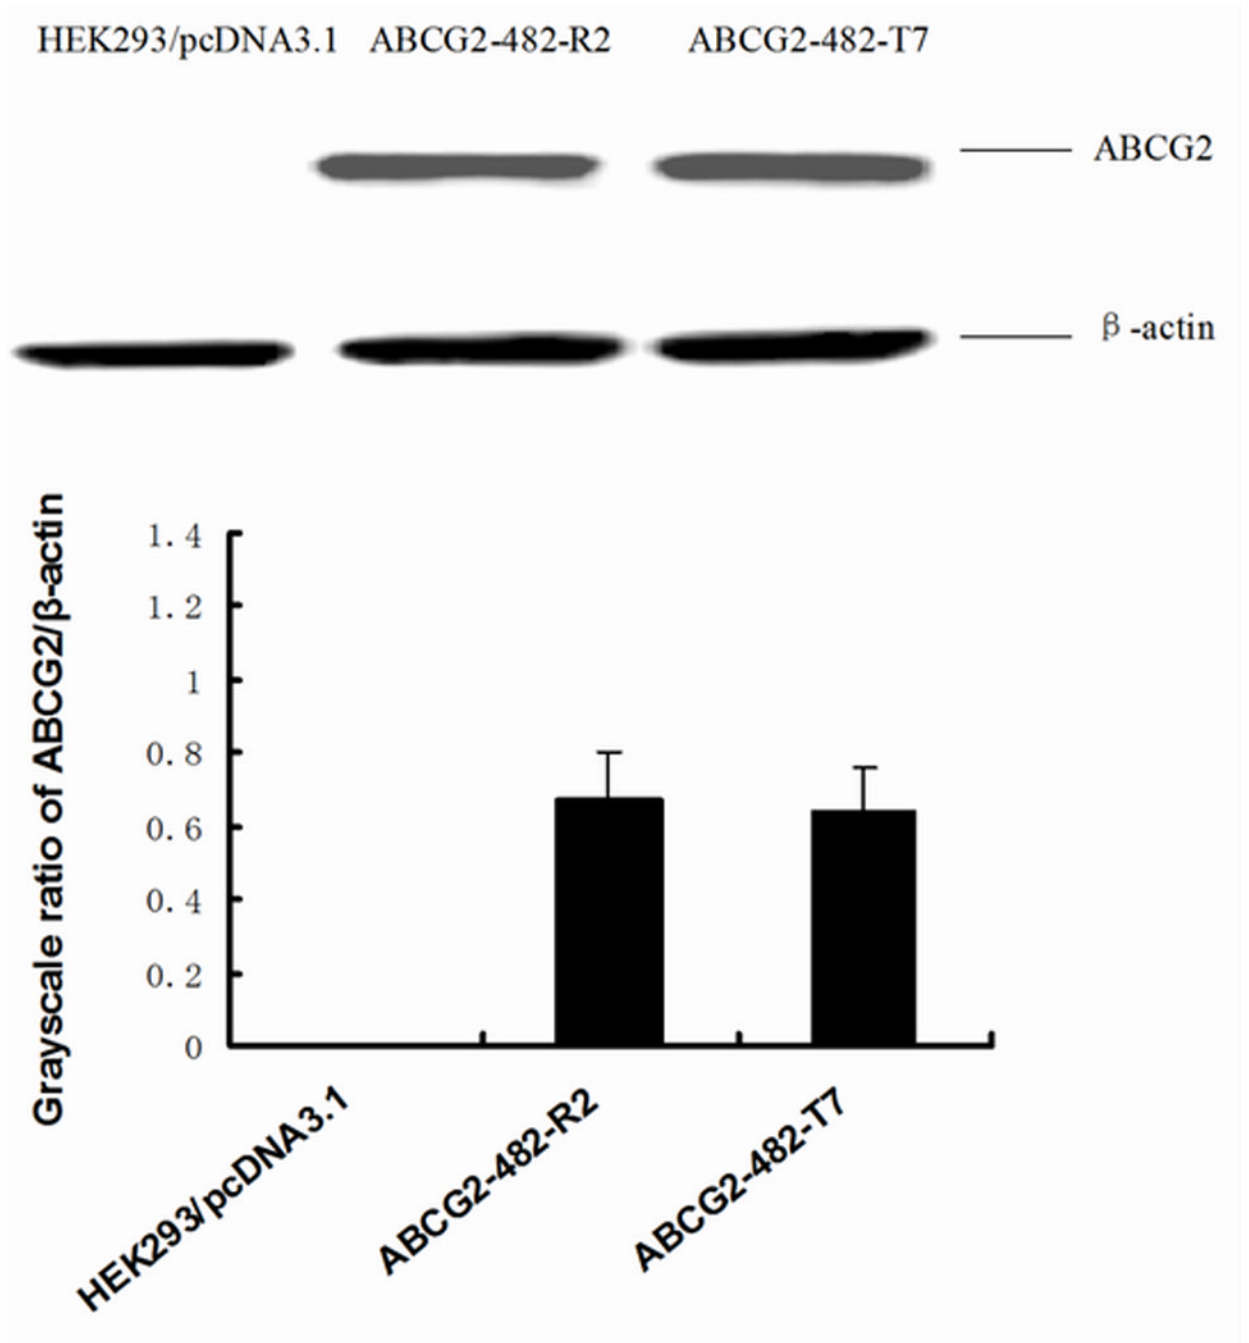 HEK293/pcDNA3.1 ABCG2-482-R2 ABCG2-482-T7
ABCG2
β-actin
Grayscale ratio of ABCG2/β-actin
1.4
1.2
1
0.8
0.6
0.4
0.2
0
HEK293/pcDNA3.1
ABCG2-482-R2
ABCG2-482-T7